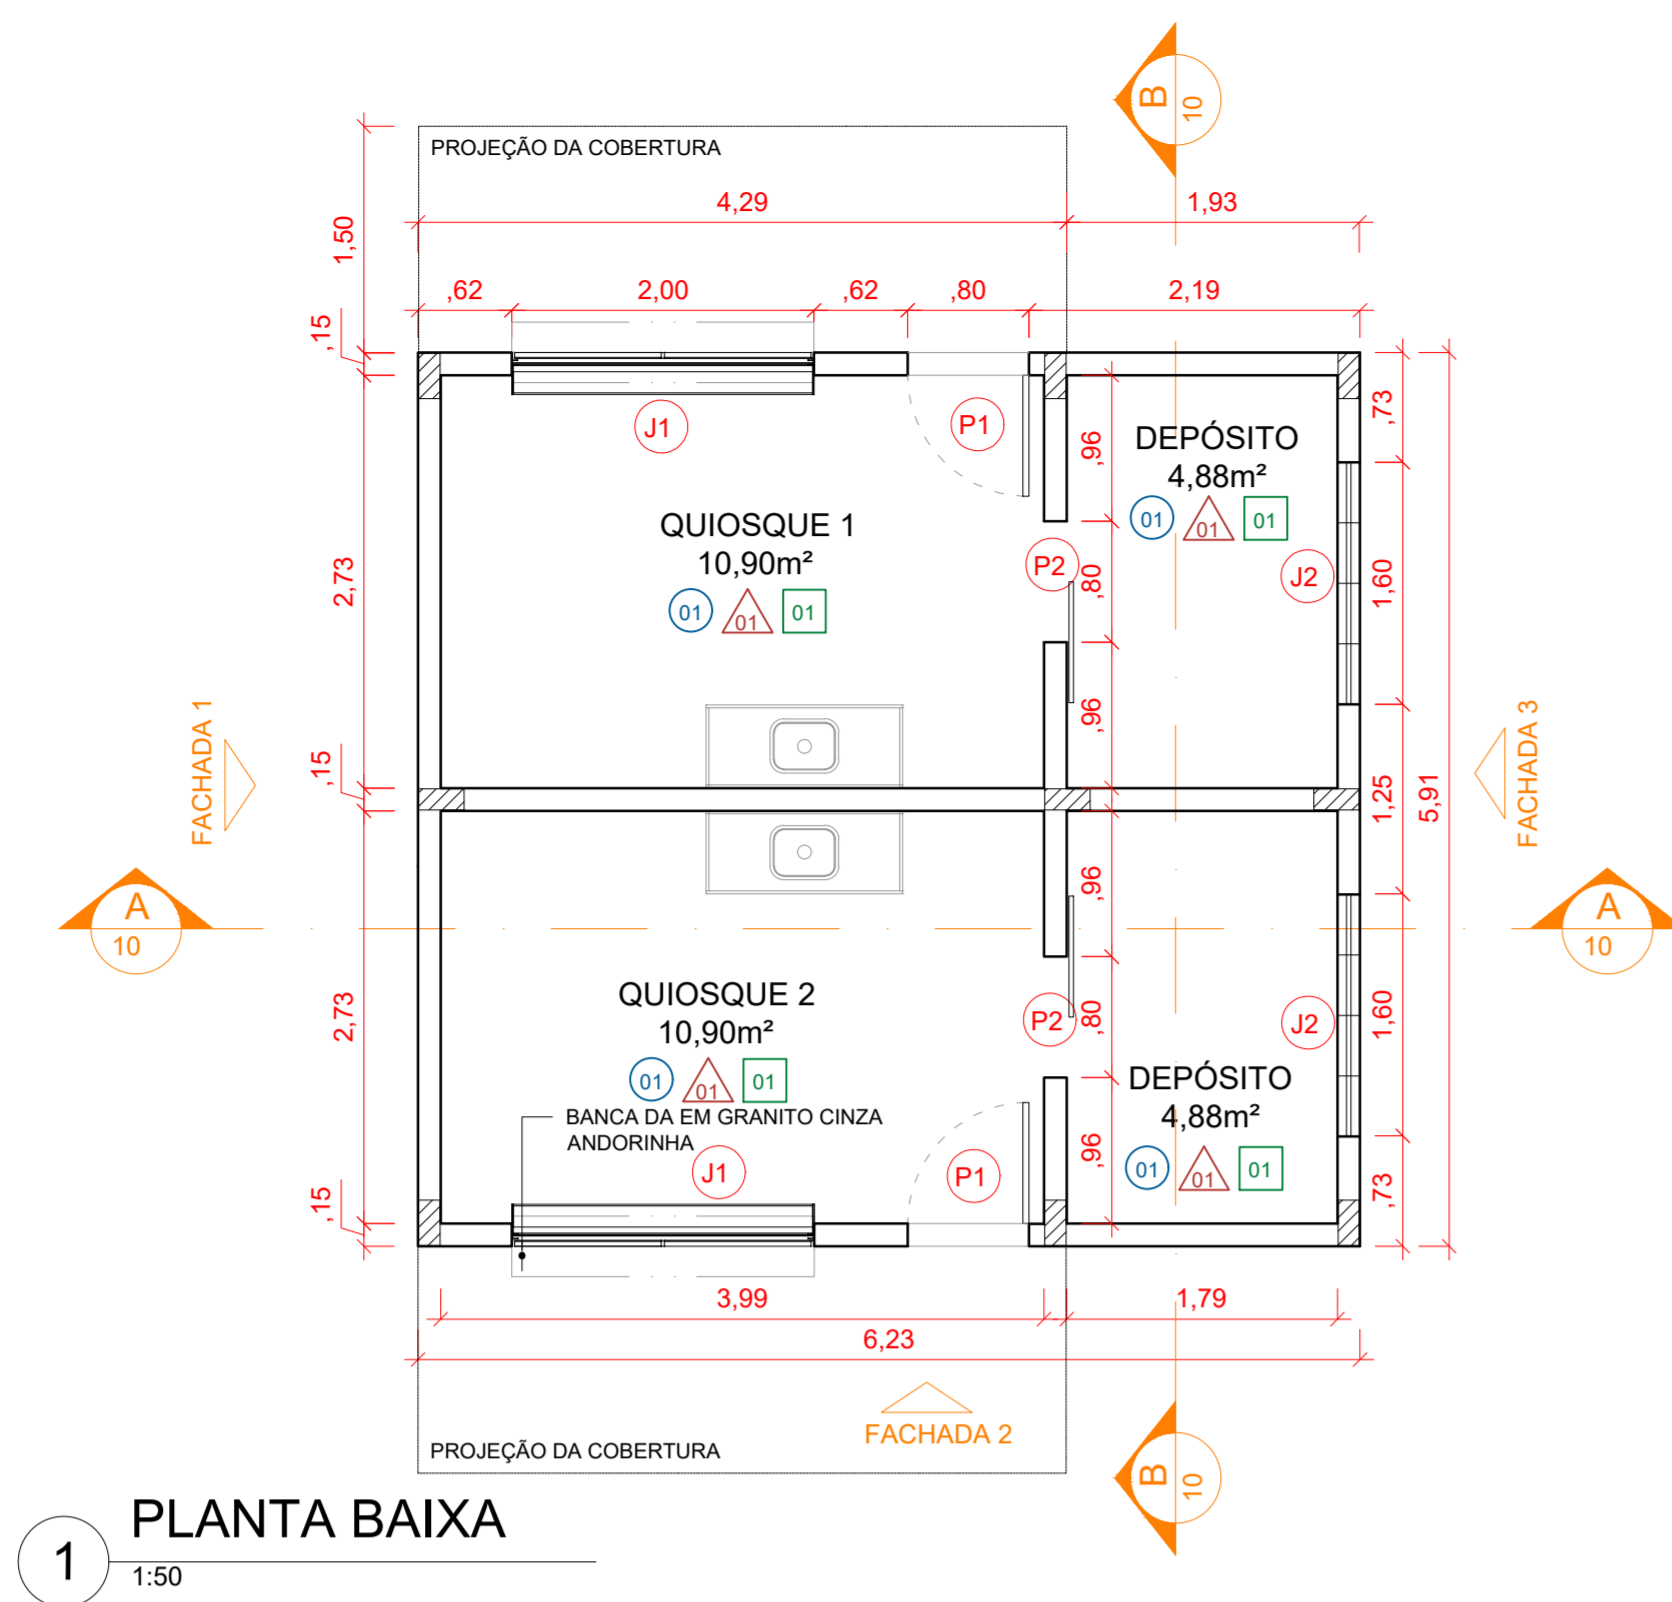 B
10
PROJEÇÃO DA COBERTURA
4,29
1,93
1,50
,62
2,00
,62
,80
2,19
,15
J1
P1
,96
DEPÓSITO
4,88m²
01
01
01
,73
QUIOSQUE 1
10,90m²
01
01
01
2,73
P2
,80
J2
1,60
,96
FACHADA 1
,15
1,25
5,91
FACHADA 3
A
10
,96
A
10
QUIOSQUE 2
10,90m²
01
01
01
2,73
P2
,80
J2
1,60
BANCA DA EM GRANITO CINZA
ANDORINHA
DEPÓSITO
4,88m²
01
01
01
J1
P1
,96
,15
,73
3,99
1,79
6,23
FACHADA 2
PROJEÇÃO DA COBERTURA
B
10
1
PLANTA BAIXA
1:50